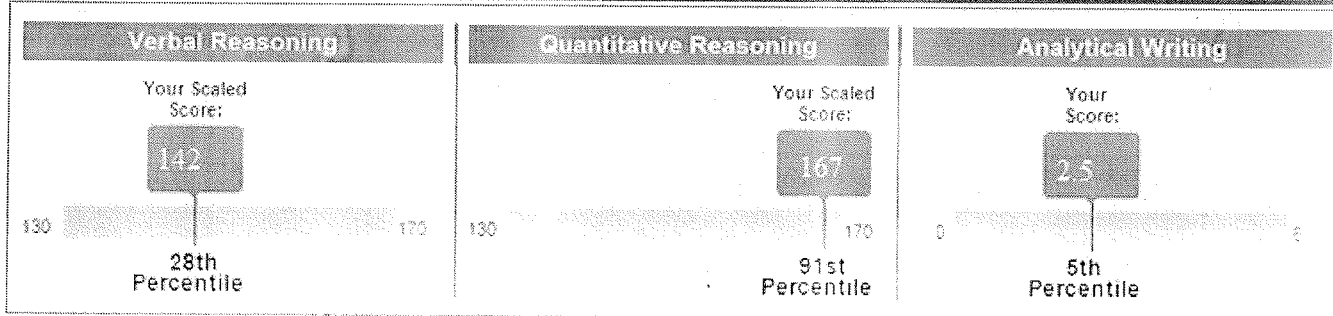 Verbal Reasoning
Your Scaled
Score:
142
130
170
28th
Percentile
Quantitative Reasoning
Your Scaled
Score:
167
130
170
91st
Percentile
Analytical Writing
Your
Score:
2.5
0
6
5th
Percentile